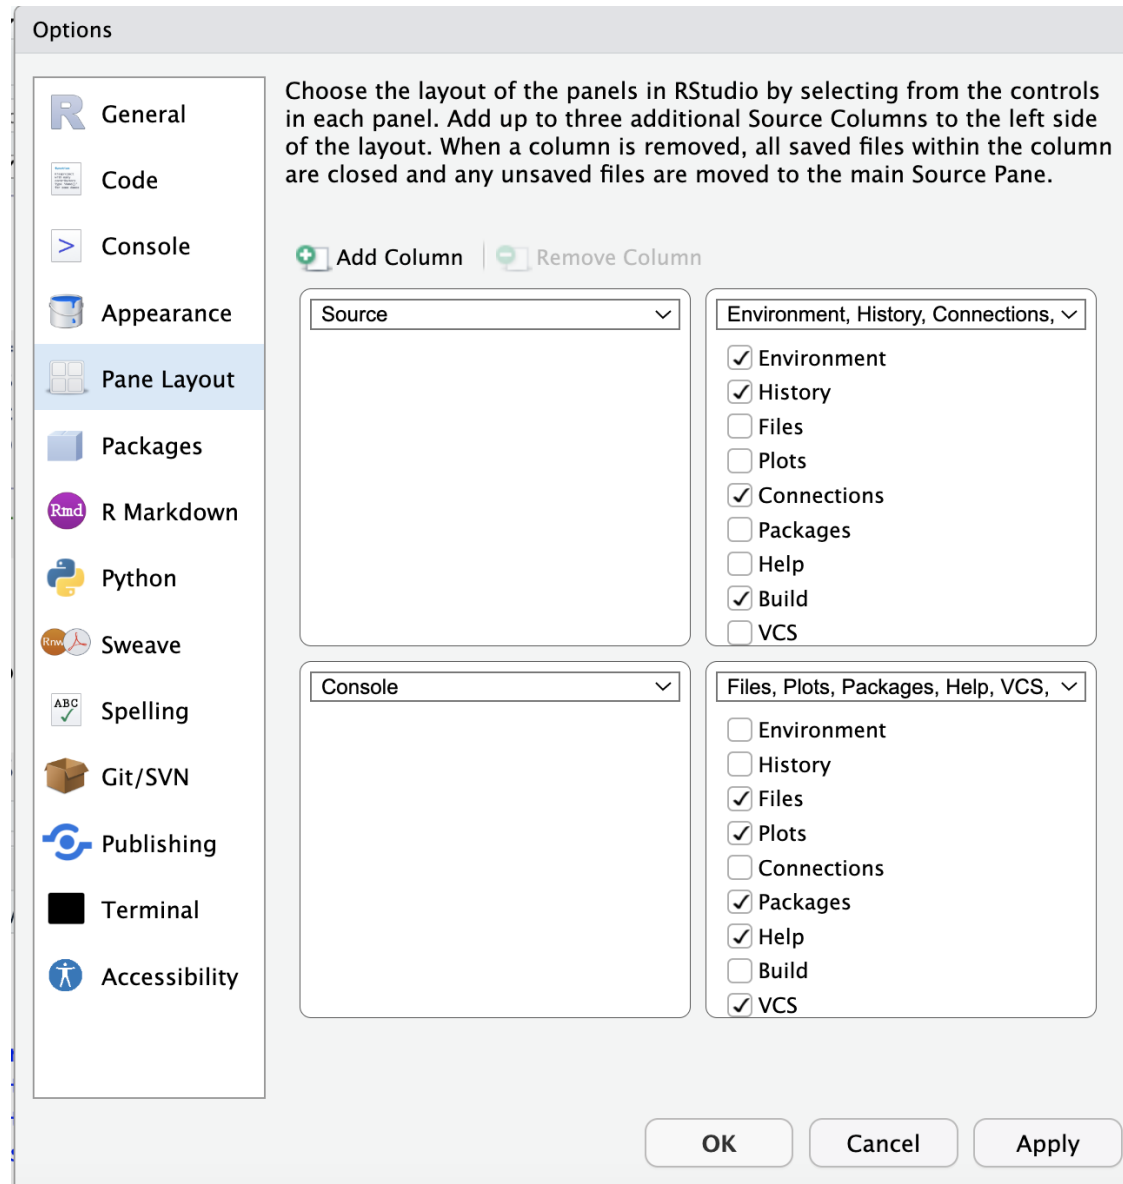 Options
General
Code
Console
Appearance
Pane Layout
Packages
Rmd R Markdown
Python
Rnw Sweave
ABC Spelling
Git/SVN
Publishing
Terminal
Accessibility
Choose the layout of the panels in RStudio by selecting from the controls
in each panel. Add up to three additional Source Columns to the left side
of the layout. When a column is removed, all saved files within the column
are closed and any unsaved files are moved to the main Source Pane.
Add Column
Remove Column
Source
Environment, History, Connections,
Environment
History
Files
Plots
Connections
Packages
Help
Build
VCS
Console
Files, Plots, Packages, Help, VCS,
Environment
History
Files
Plots
Connections
Packages
Help
Build
VCS
OK
Cancel
Apply